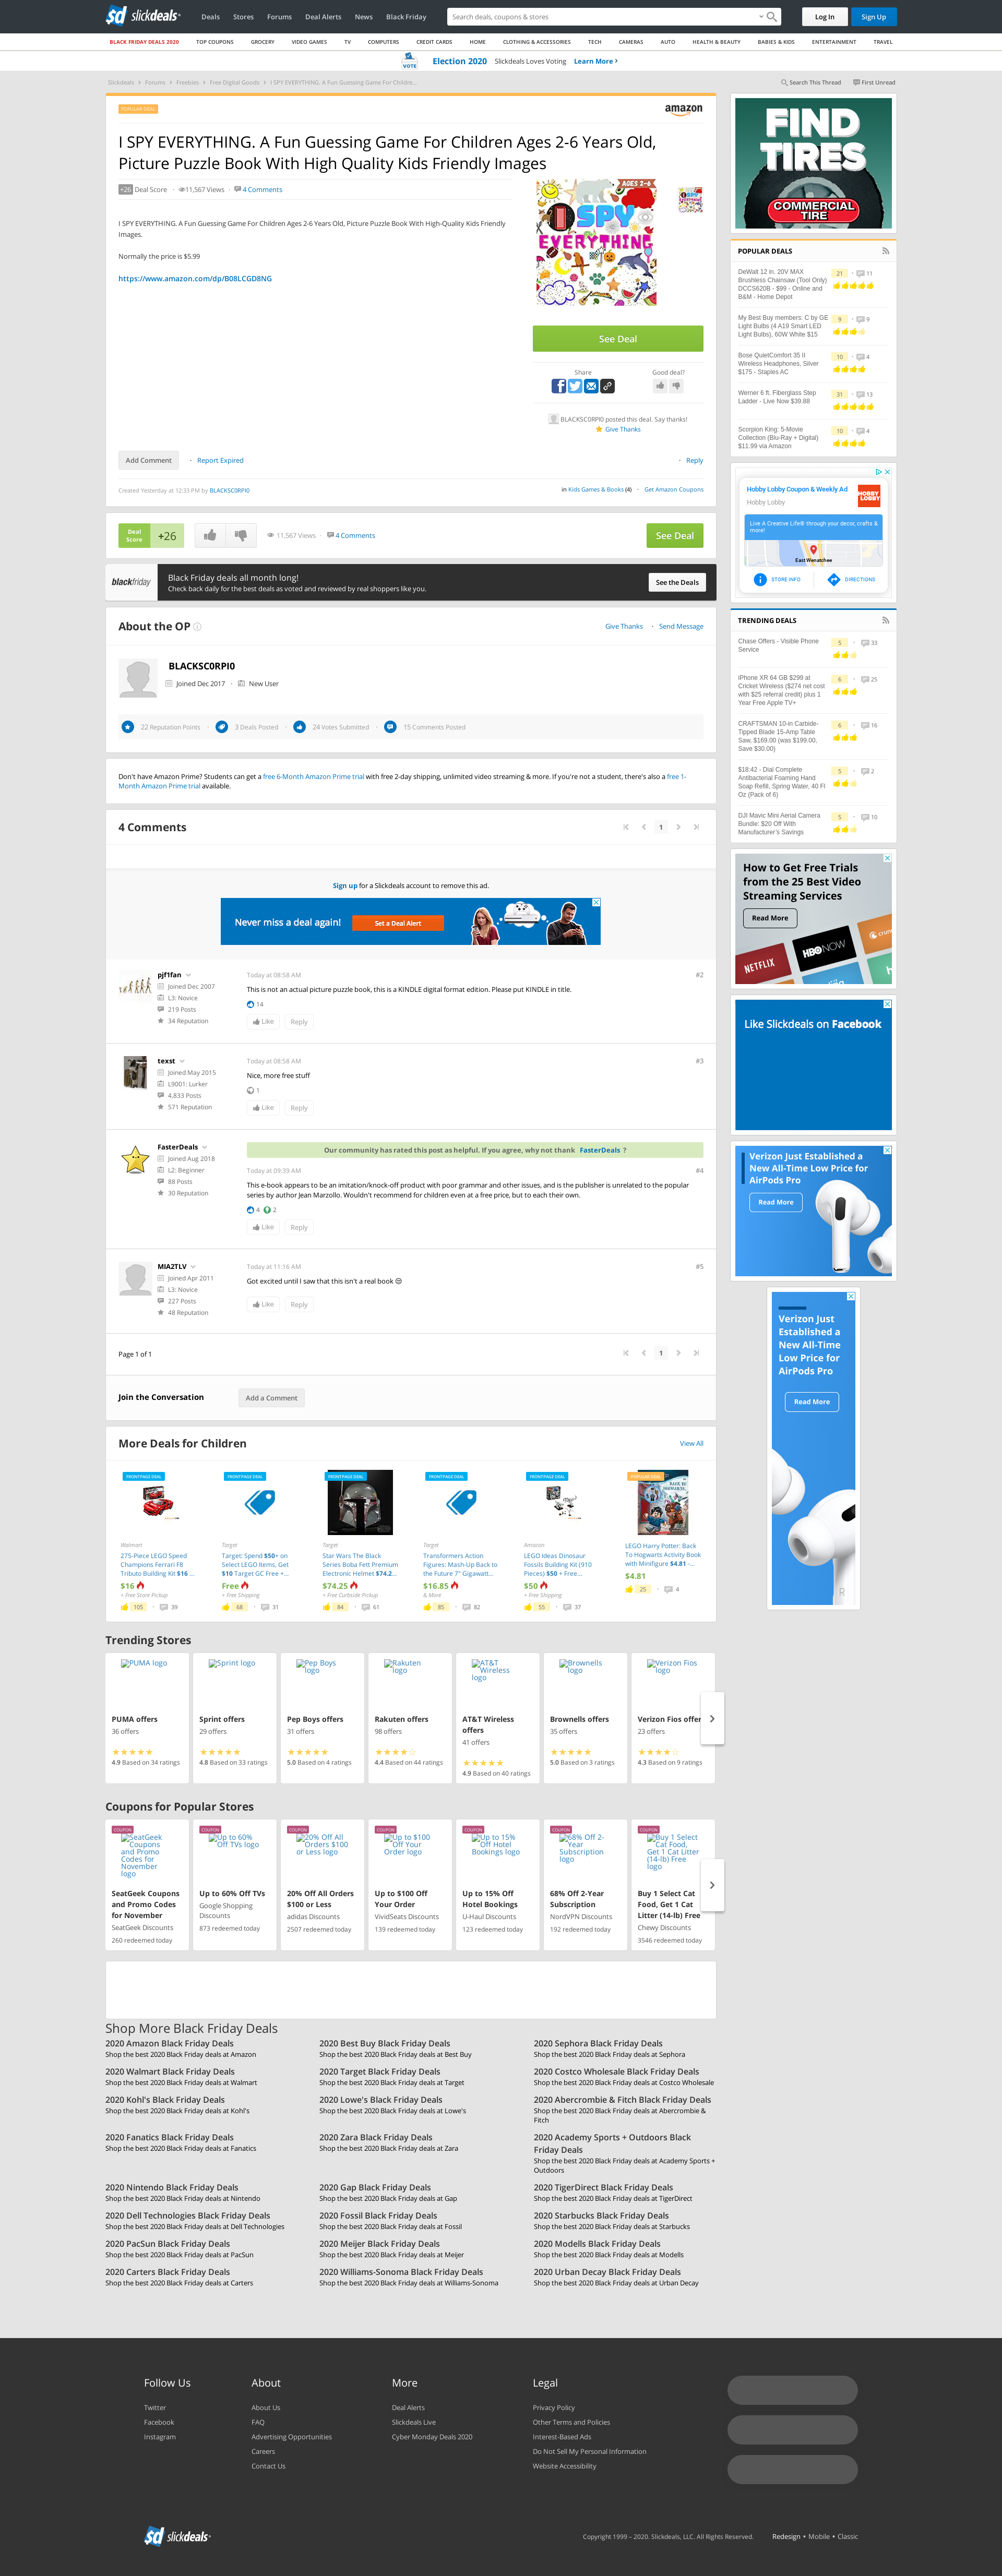 slickdeals
Deals Stores Forums Deal Alerts News Black Friday
Search deals, coupons & stores
Log In Sign Up
BLACK FRIDAY DEALS 2020 TOP COUPONS GROCERY VIDEO GAMES TV COMPUTERS CREDIT CARDS HOME CLOTHING & ACCESSORIES TECH CAMERAS AUTO HEALTH & BEAUTY BABIES & KIDS ENTERTAINMENT TRAVEL
VOTE Election 2020 Slickdeals Loves Voting Learn More
Slickdeals Forums Freebies Free Digital Goods I SPY EVERYTHING. A Fun Guessing Game For Childre...
Search This Thread First Unread
POPULAR DEAL
amazon
I SPY EVERYTHING. A Fun Guessing Game For Children Ages 2-6 Years Old,
Picture Puzzle Book With High Quality Kids Friendly Images
+26 Deal Score 11,567 Views 4 Comments
I SPY EVERYTHING. A Fun Guessing Game For Children Ages 2-6 Years Old, Picture Puzzle Book With High-Quality Kids Friendly
Images.
Normally the price is $5.99
https://www.amazon.com/dp/B08LCGD8NG
AGES 2-6
I SPY
EVERYTHING
See Deal
Share Good deal?
BLACKSC0RPI0 posted this deal. Say thanks!
Give Thanks
Add Comment Report Expired Reply
Created Yesterday at 12:33 PM by BLACKSC0RPI0
in Kids Games & Books (4) Get Amazon Coupons
Deal
Score
+26
11,567 Views 4 Comments
See Deal
blackfriday
Black Friday deals all month long!
Check back daily for the best deals as voted and reviewed by real shoppers like you.
See the Deals
About the OP
Give Thanks Send Message
BLACKSC0RPI0
Joined Dec 2017 New User
22 Reputation Points 3 Deals Posted 24 Votes Submitted 15 Comments Posted
Don't have Amazon Prime? Students can get a free 6-Month Amazon Prime trial with free 2-day shipping, unlimited video streaming & more. If you're not a student, there's also a free 1-
Month Amazon Prime trial available.
4 Comments
1
Sign up for a Slickdeals account to remove this ad.
Never miss a deal again! Set a Deal Alert
pjf1fan
Joined Dec 2007
L3: Novice
219 Posts
34 Reputation
Today at 08:58 AM
#2
This is not an actual picture puzzle book, this is a KINDLE digital format edition. Please put KINDLE in title.
14
Like Reply
texst
Joined May 2015
L9001: Lurker
4,833 Posts
571 Reputation
Today at 08:58 AM
#3
Nice, more free stuff
1
Like Reply
FasterDeals
Joined Aug 2018
L2: Beginner
88 Posts
30 Reputation
Our community has rated this post as helpful. If you agree, why not thank FasterDeals ?
Today at 09:39 AM
#4
This e-book appears to be an imitation/knock-off product with poor grammar and other issues, and is the publisher is unrelated to the popular
series by author Jean Marzollo. Wouldn't recommend for children even at a free price, but to each their own.
4 2
Like Reply
MIA2TLV
Joined Apr 2011
L3: Novice
227 Posts
48 Reputation
Today at 11:16 AM
#5
Got excited until I saw that this isn't a real book 😒
Like Reply
Page 1 of 1
1
Join the Conversation Add a Comment
More Deals for Children
View All
FRONTPAGE DEAL
Walmart
275-Piece LEGO Speed
Champions Ferrari F8
Tributo Building Kit $16 ...
$16
+ Free Store Pickup
105 39
FRONTPAGE DEAL
Target
Target: Spend $50+ on
Select LEGO Items, Get
$10 Target GC Free +...
Free
+ Free Shipping
68 31
FRONTPAGE DEAL
Target
Star Wars The Black
Series Boba Fett Premium
Electronic Helmet $74.2...
$74.25
+ Free Curbside Pickup
84 61
FRONTPAGE DEAL
Target
Transformers Action
Figures: Mash-Up Back to
the Future 7" Gigawatt...
$16.85
& More
85 82
FRONTPAGE DEAL
Amazon
LEGO Ideas Dinosaur
Fossils Building Kit (910
Pieces) $50 + Free...
$50
+ Free Shipping
55 37
POPULAR DEAL
LEGO Harry Potter: Back
To Hogwarts Activity Book
with Minifigure $4.81 -...
$4.81
25 4
Trending Stores
PUMA logo
PUMA offers
36 offers
4.9 Based on 34 ratings
Sprint logo
Sprint offers
29 offers
4.8 Based on 33 ratings
Pep Boys
logo
Pep Boys offers
31 offers
5.0 Based on 4 ratings
Rakuten
logo
Rakuten offers
98 offers
4.4 Based on 44 ratings
AT&T
Wireless
logo
AT&T Wireless
offers
41 offers
4.9 Based on 40 ratings
Brownells
logo
Brownells offers
35 offers
5.0 Based on 3 ratings
Verizon Fios
logo
Verizon Fios offer
23 offers
4.3 Based on 9 ratings
Coupons for Popular Stores
COUPON
SeatGeek
Coupons
and Promo
Codes for
November
logo
SeatGeek Coupons
and Promo Codes
for November
SeatGeek Discounts
260 redeemed today
COUPON
Up to 60%
Off TVs logo
Up to 60% Off TVs
Google Shopping
Discounts
873 redeemed today
COUPON
20% Off All
Orders $100
or Less logo
20% Off All Orders
$100 or Less
adidas Discounts
2507 redeemed today
COUPON
Up to $100
Off Your
Order logo
Up to $100 Off
Your Order
VividSeats Discounts
139 redeemed today
COUPON
Up to 15%
Off Hotel
Bookings logo
Up to 15% Off
Hotel Bookings
U-Haul Discounts
123 redeemed today
COUPON
68% Off 2-
Year
Subscription
logo
68% Off 2-Year
Subscription
NordVPN Discounts
192 redeemed today
COUPON
Buy 1 Select
Cat Food,
Get 1 Cat Litter
(14-lb) Free
logo
Buy 1 Select Cat
Food, Get 1 Cat
Litter (14-lb) Free
Chewy Discounts
3546 redeemed today
Shop More Black Friday Deals
2020 Amazon Black Friday Deals
Shop the best 2020 Black Friday deals at Amazon
2020 Best Buy Black Friday Deals
Shop the best 2020 Black Friday deals at Best Buy
2020 Sephora Black Friday Deals
Shop the best 2020 Black Friday deals at Sephora
2020 Walmart Black Friday Deals
Shop the best 2020 Black Friday deals at Walmart
2020 Target Black Friday Deals
Shop the best 2020 Black Friday deals at Target
2020 Costco Wholesale Black Friday Deals
Shop the best 2020 Black Friday deals at Costco Wholesale
2020 Kohl's Black Friday Deals
Shop the best 2020 Black Friday deals at Kohl's
2020 Lowe's Black Friday Deals
Shop the best 2020 Black Friday deals at Lowe's
2020 Abercrombie & Fitch Black Friday Deals
Shop the best 2020 Black Friday deals at Abercrombie &
Fitch
2020 Fanatics Black Friday Deals
Shop the best 2020 Black Friday deals at Fanatics
2020 Zara Black Friday Deals
Shop the best 2020 Black Friday deals at Zara
2020 Academy Sports + Outdoors Black
Friday Deals
Shop the best 2020 Black Friday deals at Academy Sports +
Outdoors
2020 Nintendo Black Friday Deals
Shop the best 2020 Black Friday deals at Nintendo
2020 Gap Black Friday Deals
Shop the best 2020 Black Friday deals at Gap
2020 TigerDirect Black Friday Deals
Shop the best 2020 Black Friday deals at TigerDirect
2020 Dell Technologies Black Friday Deals
Shop the best 2020 Black Friday deals at Dell Technologies
2020 Fossil Black Friday Deals
Shop the best 2020 Black Friday deals at Fossil
2020 Starbucks Black Friday Deals
Shop the best 2020 Black Friday deals at Starbucks
2020 PacSun Black Friday Deals
Shop the best 2020 Black Friday deals at PacSun
2020 Meijer Black Friday Deals
Shop the best 2020 Black Friday deals at Meijer
2020 Modells Black Friday Deals
Shop the best 2020 Black Friday deals at Modells
2020 Carters Black Friday Deals
Shop the best 2020 Black Friday deals at Carters
2020 Williams-Sonoma Black Friday Deals
Shop the best 2020 Black Friday deals at Williams-Sonoma
2020 Urban Decay Black Friday Deals
Shop the best 2020 Black Friday deals at Urban Decay
FIND
TIRES
COMMERCIAL
TIRE
POPULAR DEALS
DeWalt 12 in. 20V MAX
Brushless Chainsaw (Tool Only)
DCCS620B - $99 - Online and
B&M - Home Depot
21 11
My Best Buy members: C by GE
Light Bulbs (4 A19 Smart LED
Light Bulbs), 60W White $15
9 9
Bose QuietComfort 35 II
Wireless Headphones, Silver
$175 - Staples AC
10 4
Werner 6 ft. Fiberglass Step
Ladder - Live Now $39.88
31 13
Scorpion King: 5-Movie
Collection (Blu-Ray + Digital)
$11.99 via Amazon
10 4
Hobby Lobby Coupon & Weekly Ad
Hobby Lobby
HOBBY
LOBBY
Live A Creative Life® through your decor, crafts &
more!
East Wenatchee
STORE INFO DIRECTIONS
TRENDING DEALS
Chase Offers - Visible Phone
Service
5 33
iPhone XR 64 GB $299 at
Cricket Wireless ($274 net cost
with $25 referral credit) plus 1
Year Free Apple TV+
6 25
CRAFTSMAN 10-in Carbide-
Tipped Blade 15-Amp Table
Saw, $169.00 (was $199.00,
Save $30.00)
6 16
$18:42 - Dial Complete
Antibacterial Foaming Hand
Soap Refill, Spring Water, 40 Fl
Oz (Pack of 6)
5 2
DJI Mavic Mini Aerial Camera
Bundle: $20 Off With
Manufacturer's Savings
5 10
How to Get Free Trials
from the 25 Best Video
Streaming Services
Read More
NETFLIX
HBO NOW
Like Slickdeals on Facebook
Verizon Just Established a
New All-Time Low Price for
AirPods Pro
Read More
Verizon Just
Established a
New All-Time
Low Price for
AirPods Pro
Read More
Follow Us
Twitter
Facebook
Instagram
About
About Us
FAQ
Advertising Opportunities
Careers
Contact Us
More
Deal Alerts
Slickdeals Live
Cyber Monday Deals 2020
Legal
Privacy Policy
Other Terms and Policies
Interest-Based Ads
Do Not Sell My Personal Information
Website Accessibility
slickdeals
Copyright 1999 – 2020. Slickdeals, LLC. All Rights Reserved. Redesign • Mobile • Classic